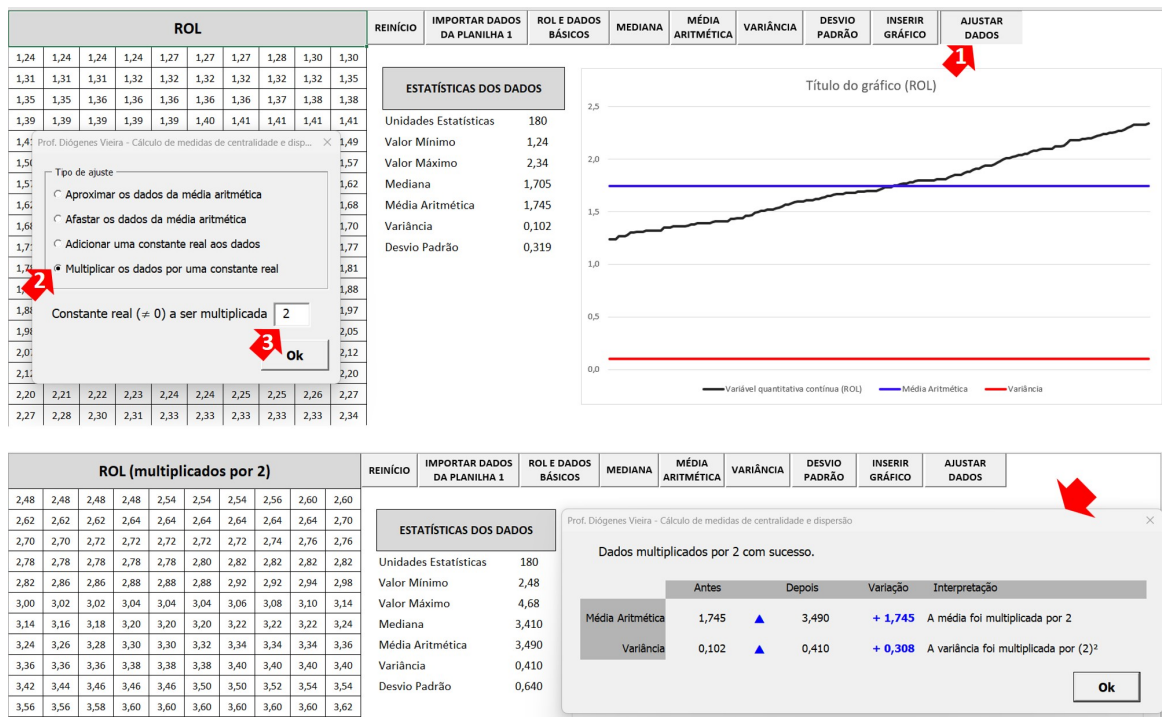 ROL
REINÍCIO
IMPORTAR DADOS DA PLANILHA 1
ROL E DADOS BÁSICOS
MEDIANA
MÉDIA ARITMÉTICA
VARIÂNCIA
DESVIO PADRÃO
INSERIR GRÁFICO
AJUSTAR DADOS
1
1,24 1,24 1,24 1,24 1,27 1,27 1,27 1,28 1,30 1,30
1,31 1,31 1,31 1,32 1,32 1,32 1,32 1,32 1,32 1,35
1,35 1,35 1,36 1,36 1,36 1,36 1,36 1,37 1,38 1,38
1,39 1,39 1,39 1,39 1,40 1,41 1,41 1,41 1,41
1,49
1,57
1,62
1,68
1,70
1,77
1,81
1,88
1,97
2,05
2,12
2,20
2,20 2,21 2,22 2,23 2,24 2,24 2,25 2,25 2,26 2,27
2,27 2,28 2,30 2,31 2,33 2,33 2,33 2,33 2,33 2,34
Prof. Diógenes Vieira - Cálculo de medidas de centralidade e disp...
Tipo de ajuste
Aproximar os dados da média aritmética
Afastar os dados da média aritmética
Adicionar uma constante real aos dados
Multiplicar os dados por uma constante real
2
Constante real (≠ 0) a ser multiplicada 2
3
Ok
ESTATÍSTICAS DOS DADOS
Unidades Estatísticas 180
Valor Mínimo 1,24
Valor Máximo 2,34
Mediana 1,705
Média Aritmética 1,745
Variância 0,102
Desvio Padrão 0,319
Título do gráfico (ROL)
2,5
2,0
1,5
1,0
0,5
0,0
Variável quantitativa contínua (ROL) Média Aritmética Variância
ROL (multiplicados por 2)
REINÍCIO
IMPORTAR DADOS DA PLANILHA 1
ROL E DADOS BÁSICOS
MEDIANA
MÉDIA ARITMÉTICA
VARIÂNCIA
DESVIO PADRÃO
INSERIR GRÁFICO
AJUSTAR DADOS
2,48 2,48 2,48 2,48 2,54 2,54 2,54 2,56 2,60 2,60
2,62 2,62 2,62 2,64 2,64 2,64 2,64 2,64 2,64 2,70
2,70 2,70 2,72 2,72 2,72 2,72 2,72 2,74 2,76 2,76
2,78 2,78 2,78 2,78 2,80 2,82 2,82 2,82 2,82
2,82 2,86 2,86 2,88 2,88 2,92 2,92 2,94 2,98
3,00 3,02 3,02 3,04 3,04 3,04 3,06 3,08 3,10 3,14
3,14 3,16 3,18 3,20 3,20 3,20 3,22 3,22 3,22 3,24
3,24 3,26 3,28 3,30 3,30 3,32 3,34 3,34 3,34 3,36
3,36 3,36 3,36 3,38 3,38 3,38 3,40 3,40 3,40 3,40
3,42 3,44 3,46 3,46 3,46 3,50 3,50 3,52 3,54 3,54
3,56 3,56 3,58 3,60 3,60 3,60 3,60 3,60 3,60 3,62
ESTATÍSTICAS DOS DADOS
Unidades Estatísticas 180
Valor Mínimo 2,48
Valor Máximo 4,68
Mediana 3,410
Média Aritmética 3,490
Variância 0,410
Desvio Padrão 0,640
Prof. Diógenes Vieira - Cálculo de medidas de centralidade e dispersão
Dados multiplicados por 2 com sucesso.
Antes Depois Variação Interpretação
Média Aritmética 1,745 ▲ 3,490 + 1,745 A média foi multiplicada por 2
Variância 0,102 ▲ 0,410 + 0,308 A variância foi multiplicada por (2)²
Ok